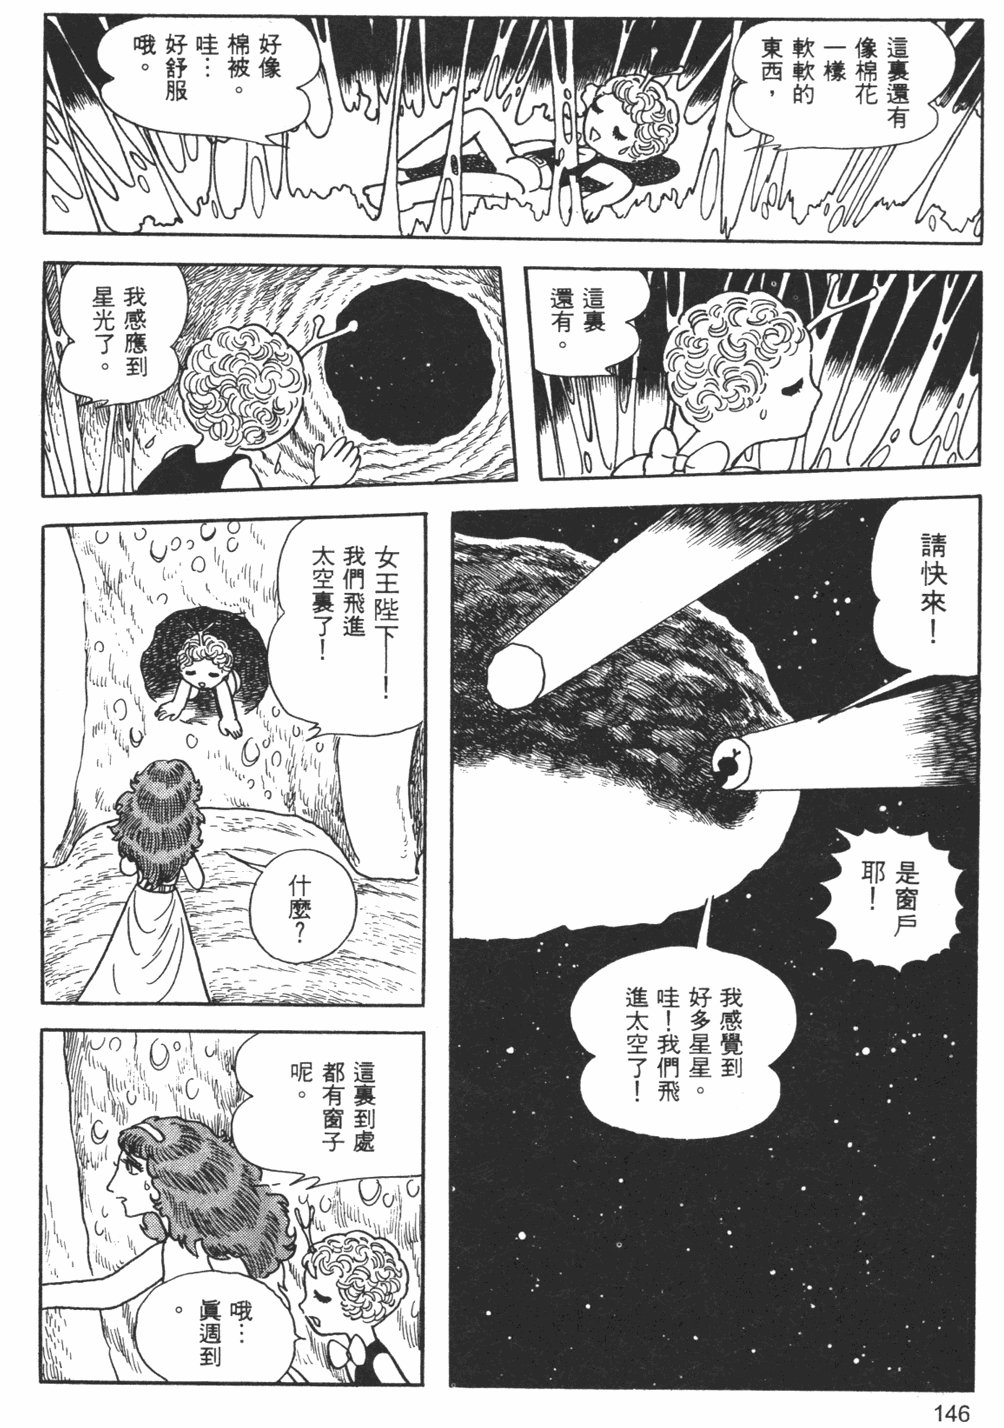 這裏還有
像棉花
一樣
軟軟的
東西，
好像
棉被。
哇…
好舒服
哦。
這裏
還有。
我感應到
星光了。
請快來！
是窗戶
耶！
我感覺到
好多星星。
哇！我們飛
進太空了！
女王陛下——！
我們飛進
太空裏了！
什麼？
這裏到處
都有窗子
呢。
哦…
眞週到
。
146